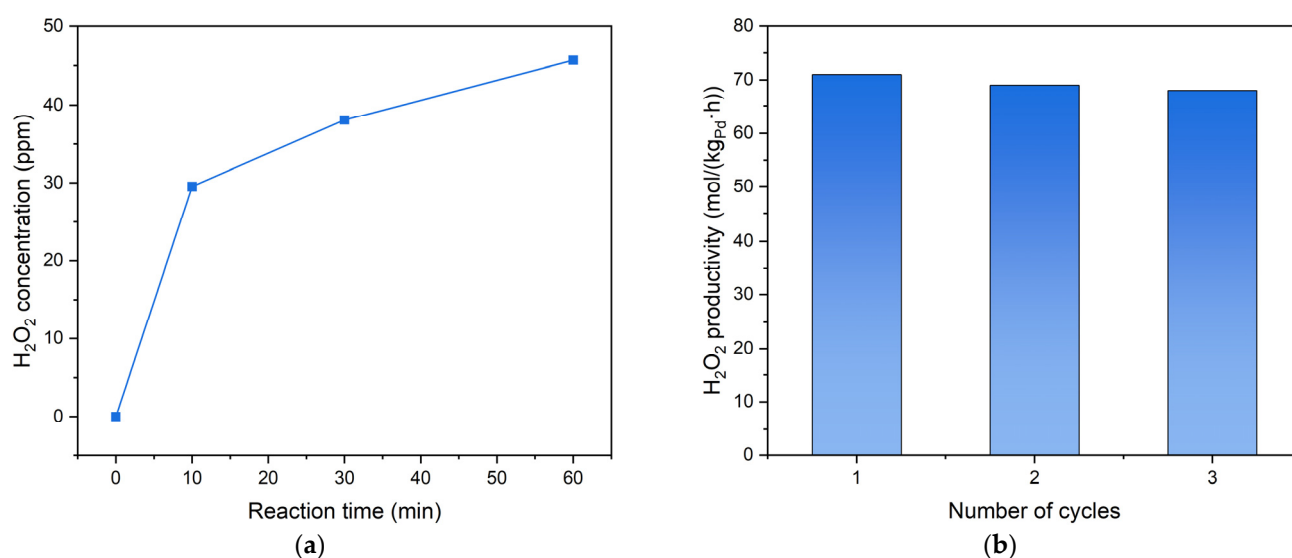 50
40
30
20
10
0
H₂O₂ concentration (ppm)
0 10 20 30 40 50 60
Reaction time (min)
(a)
80
70
60
50
40
30
20
10
0
H₂O₂ productivity (mol/(kg_Pd·h))
1 2 3
Number of cycles
(b)